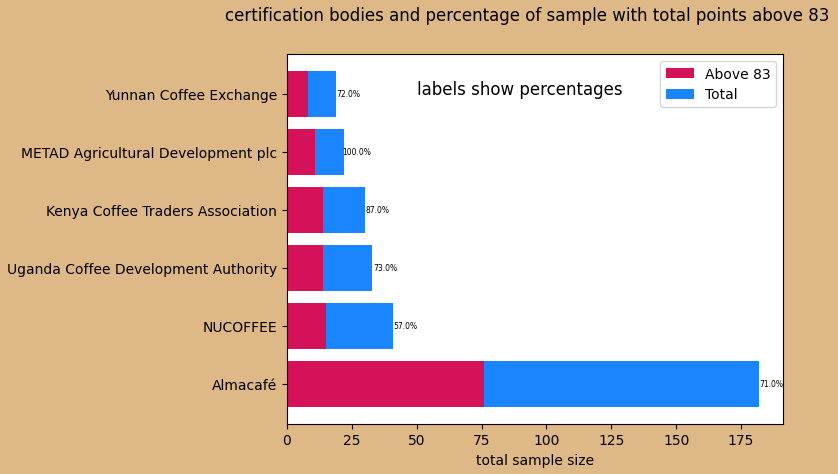 certification bodies and percentage of sample with total points above 83
labels show percentages
Above 83
Total
Yunnan Coffee Exchange
72.0%
METAD Agricultural Development plc
100.0%
Kenya Coffee Traders Association
87.0%
Uganda Coffee Development Authority
73.0%
NUCOFFEE
57.0%
Almacafé
71.0%
0 25 50 75 100 125 150 175
total sample size